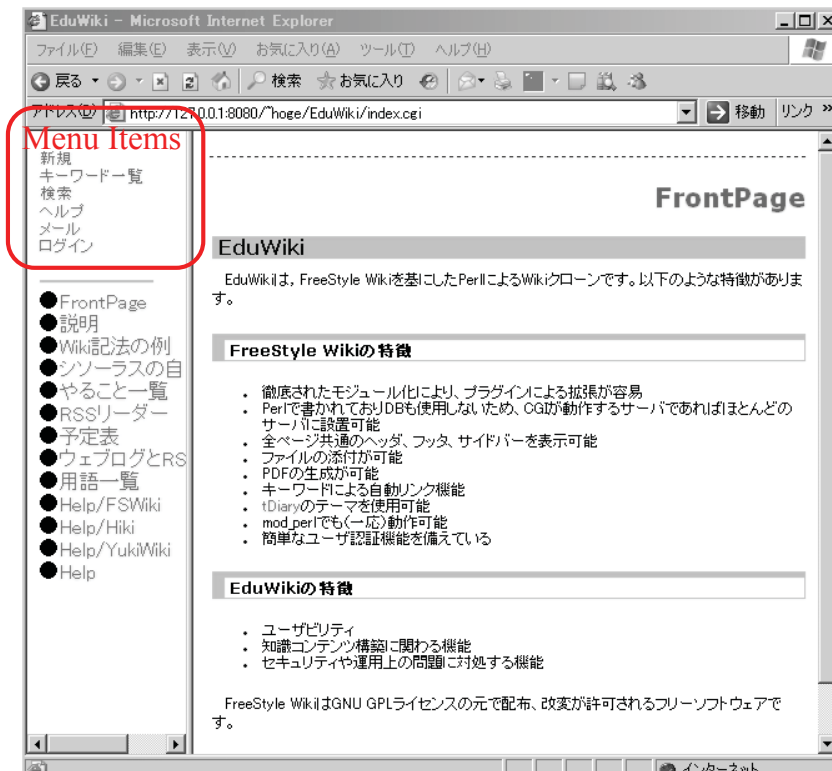 EduWiki - Microsoft Internet Explorer
ファイル(F) 編集(E) 表示(V) お気に入り(A) ツール(T) ヘルプ(H)
戻る 検索 お気に入り
アドレス(D) http://127.0.0.1:8080/~hoge/EduWiki/index.cgi 移動 リンク »
Menu Items
新規
キーワード一覧
検索
ヘルプ
メール
ログイン
●FrontPage
●説明
●Wiki記法の例
●シソーラスの自
●やること一覧
●RSSリーダー
●予定表
●ウェブログとRS
●用語一覧
●Help/FSWiki
●Help/Hiki
●Help/YukiWiki
●Help
FrontPage
EduWiki
EduWikiは，FreeStyle Wikiを基にしたPerlによるWikiクローンです。以下のような特徴がありま
す。
FreeStyle Wikiの特徴
・徹底されたモジュール化により、プラグインによる拡張が容易
・Perlで書かれておりDBも使用しないため、CGIが動作するサーバであればほとんどの
サーバに設置可能
・全ページ共通のヘッダ、フッタ、サイドバーを表示可能
・ファイルの添付が可能
・PDFの生成が可能
・キーワードによる自動リンク機能
・tDiaryのテーマを使用可能
・mod_perlでも(一応)動作可能
・簡単なユーザ認証機能を備えている
EduWikiの特徴
・ユーザビリティ
・知識コンテンツ構築に関わる機能
・セキュリティや運用上の問題に対処する機能
FreeStyle WikiはGNU GPLライセンスの元で配布、改変が許可されるフリーソフトウェアで
す。
インターネット